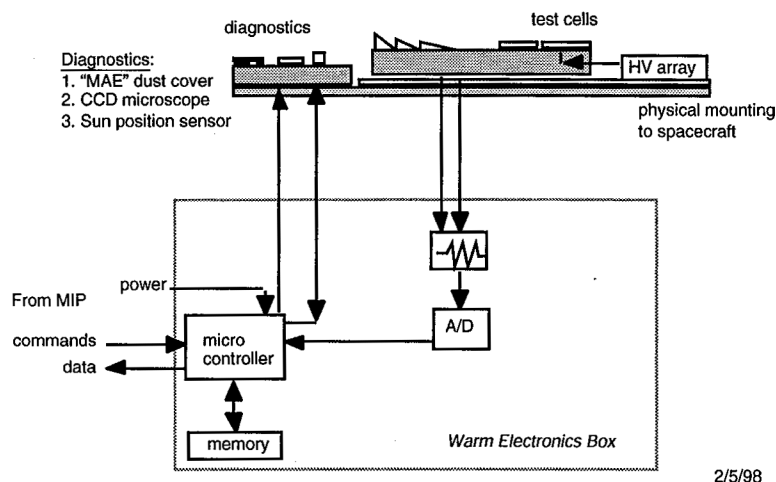 diagnostics
test cells
Diagnostics:
1. "MAE" dust cover
2. CCD microscope
3. Sun position sensor
HV array
physical mounting
to spacecraft
power
From MIP
commands
data
micro
controller
A/D
memory
Warm Electronics Box
2/5/98